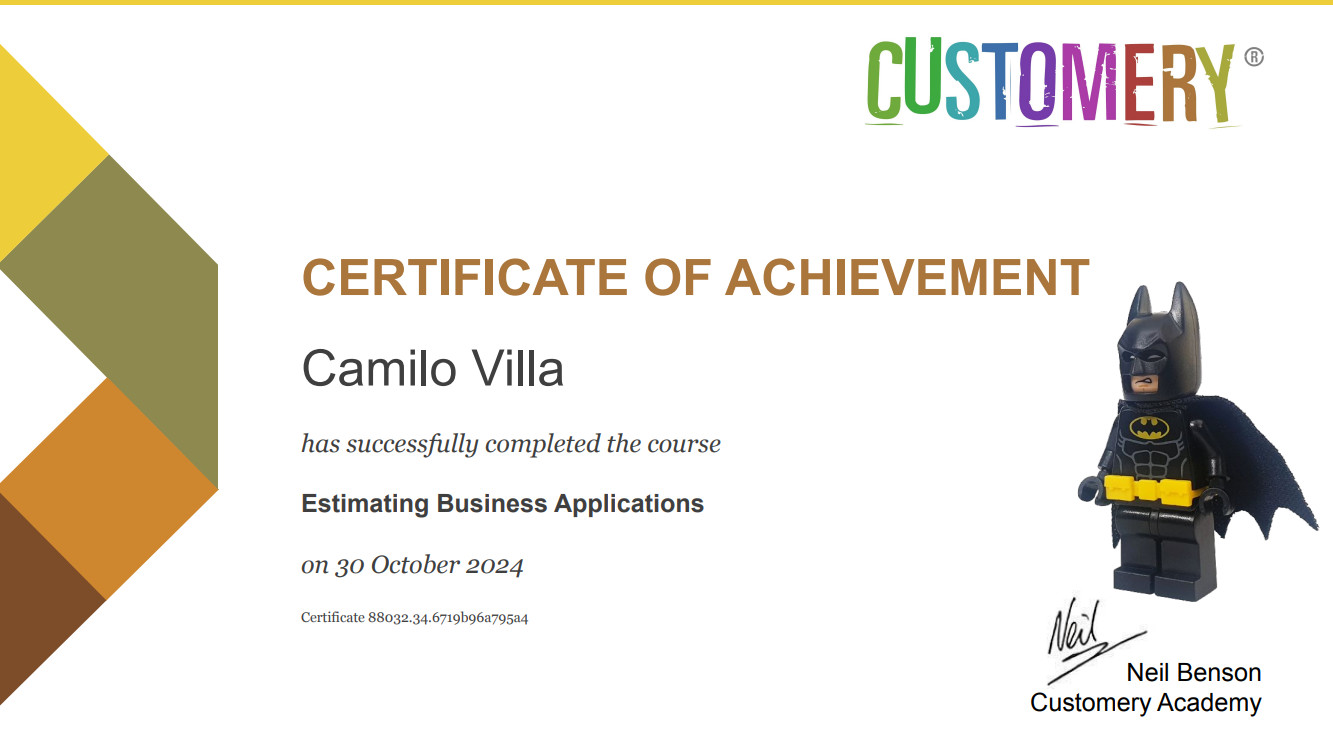 CUSTOMERY®
CERTIFICATE OF ACHIEVEMENT
Camilo Villa
has successfully completed the course
Estimating Business Applications
on 30 October 2024
Certificate 88032.34.6719b96a795a4
Neil
Neil Benson
Customery Academy